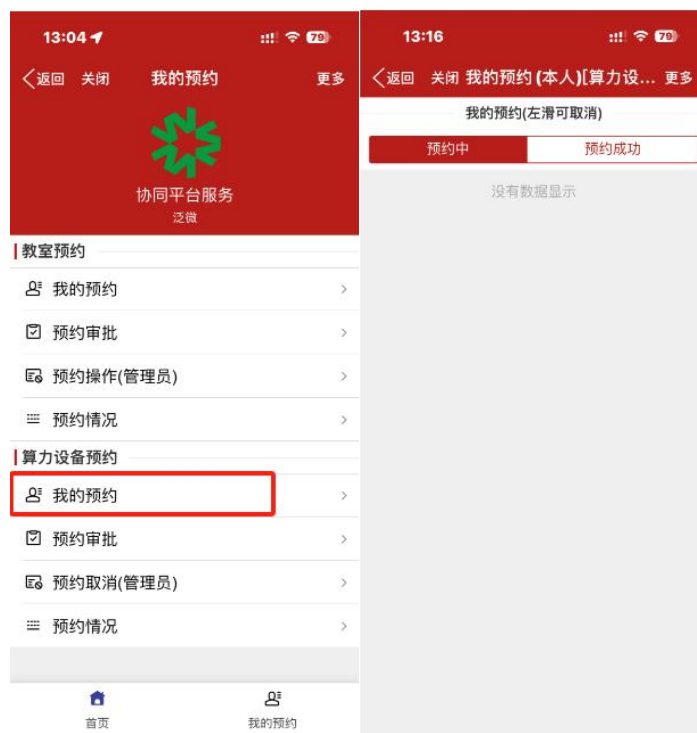 13:04
79
返回 关闭 我的预约 更多
协同平台服务
泛微
教室预约
我的预约
预约审批
预约操作(管理员)
预约情况
算力设备预约
我的预约
预约审批
预约取消(管理员)
预约情况
首页
我的预约
13:16
79
返回 关闭 我的预约(本人)[算力设... 更多
我的预约(左滑可取消)
预约中
预约成功
没有数据显示